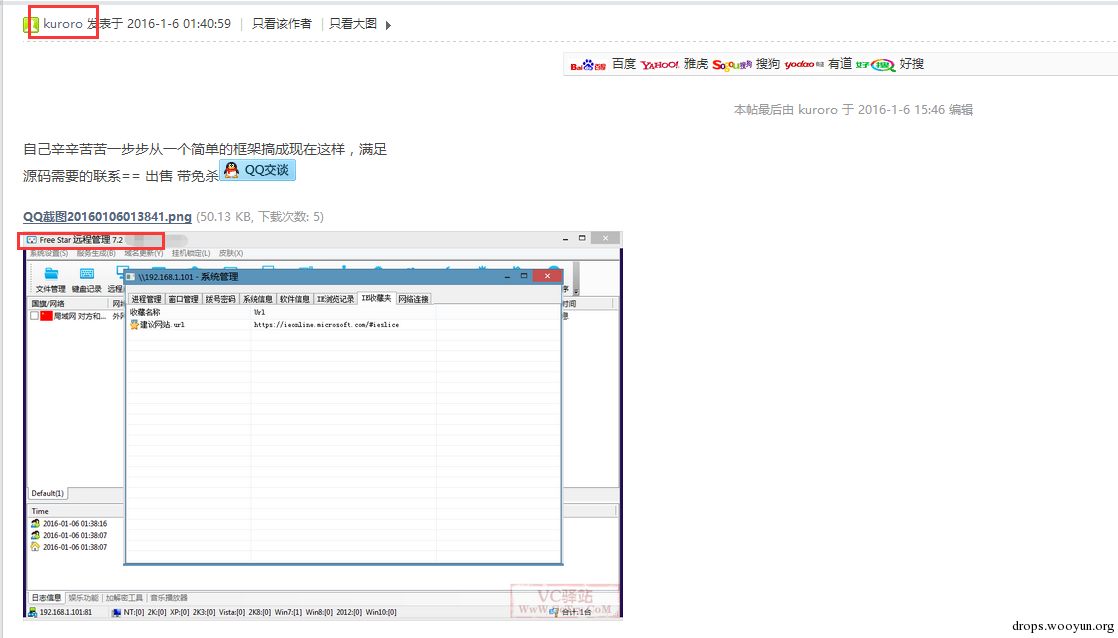 kuroro 发表于 2016-1-6 01:40:59 | 只看该作者 | 只看大图
Bai百度 百度 YAHOO! 雅虎 Sogou搜狗 搜狗 yodao 有道 好搜 好搜
本帖最后由 kuroro 于 2016-1-6 15:46 编辑
自己辛辛苦苦一步步从一个简单的框架搞成现在这样，满足
源码需要的联系== 出售 带免杀 QQ交谈
QQ截图20160106013841.png (50.13 KB, 下载次数: 5)
Free Star 远程管理 7.2
系统设置(S) 服务生成(B) 域名更新(Y) 挂机锁定(L) 皮肤(X)
\\192.168.1.101 - 系统管理
文件管理 键盘记录 远程
进程管理 窗口管理 拨号密码 系统信息 软件信息 IE浏览记录 IE收藏夹 网络连接
国旗/网络 网 时间
收藏名称 Url
局域网 对方和... 外网
建议网站.url https://ieonline.microsoft.com/#ieslice
Default(1)
Time
2016-01-06 01:38:16
2016-01-06 01:38:07
2016-01-06 01:38:07
日志信息 娱乐功能 加解密工具 音乐播放器
VC驿站
192.168.1.101:81 NT:[0] 2K:[0] XP:[0] 2K3:[0] Vista:[0] 2K8:[0] Win7:[1] Win8:[0] 2012:[0] Win10:[0] 合计:1台
drops.wooyun.org